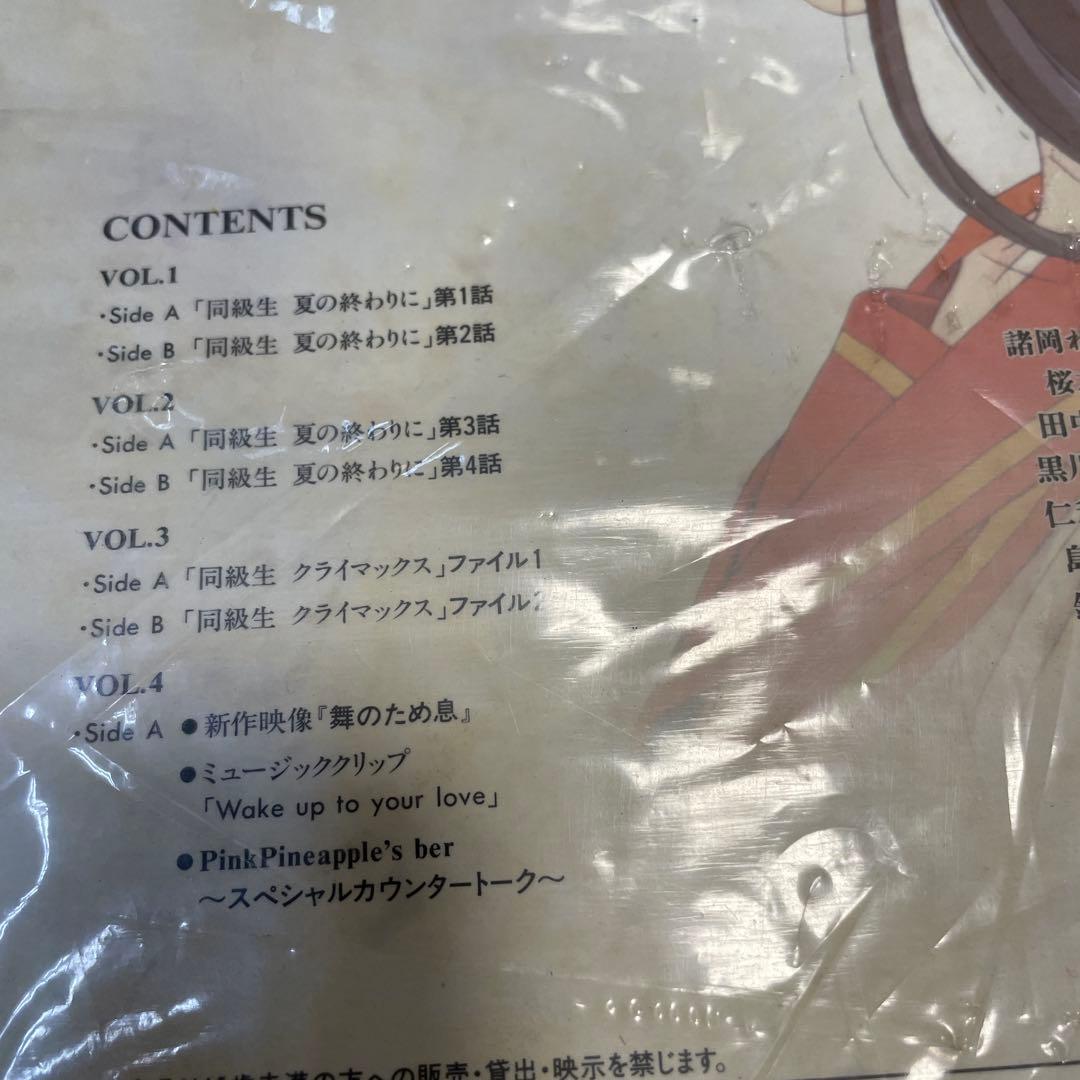 CONTENTS
VOL.1
・Side A 「同級生 夏の終わりに」第1話
・Side B 「同級生 夏の終わりに」第2話
VOL.2
・Side A 「同級生 夏の終わりに」第3話
・Side B 「同級生 夏の終わりに」第4話
VOL.3
・Side A 「同級生 クライマックス」ファイル1
・Side B 「同級生 クライマックス」ファイル2
VOL.4
・Side A ●新作映像『舞のため息』
●ミュージッククリップ
「Wake up to your love」
●PinkPineapple's ber
〜スペシャルカウンタートーク〜
諸岡
桜
田中
黒川
仁
の方への販売・貸出・映示を禁じます。